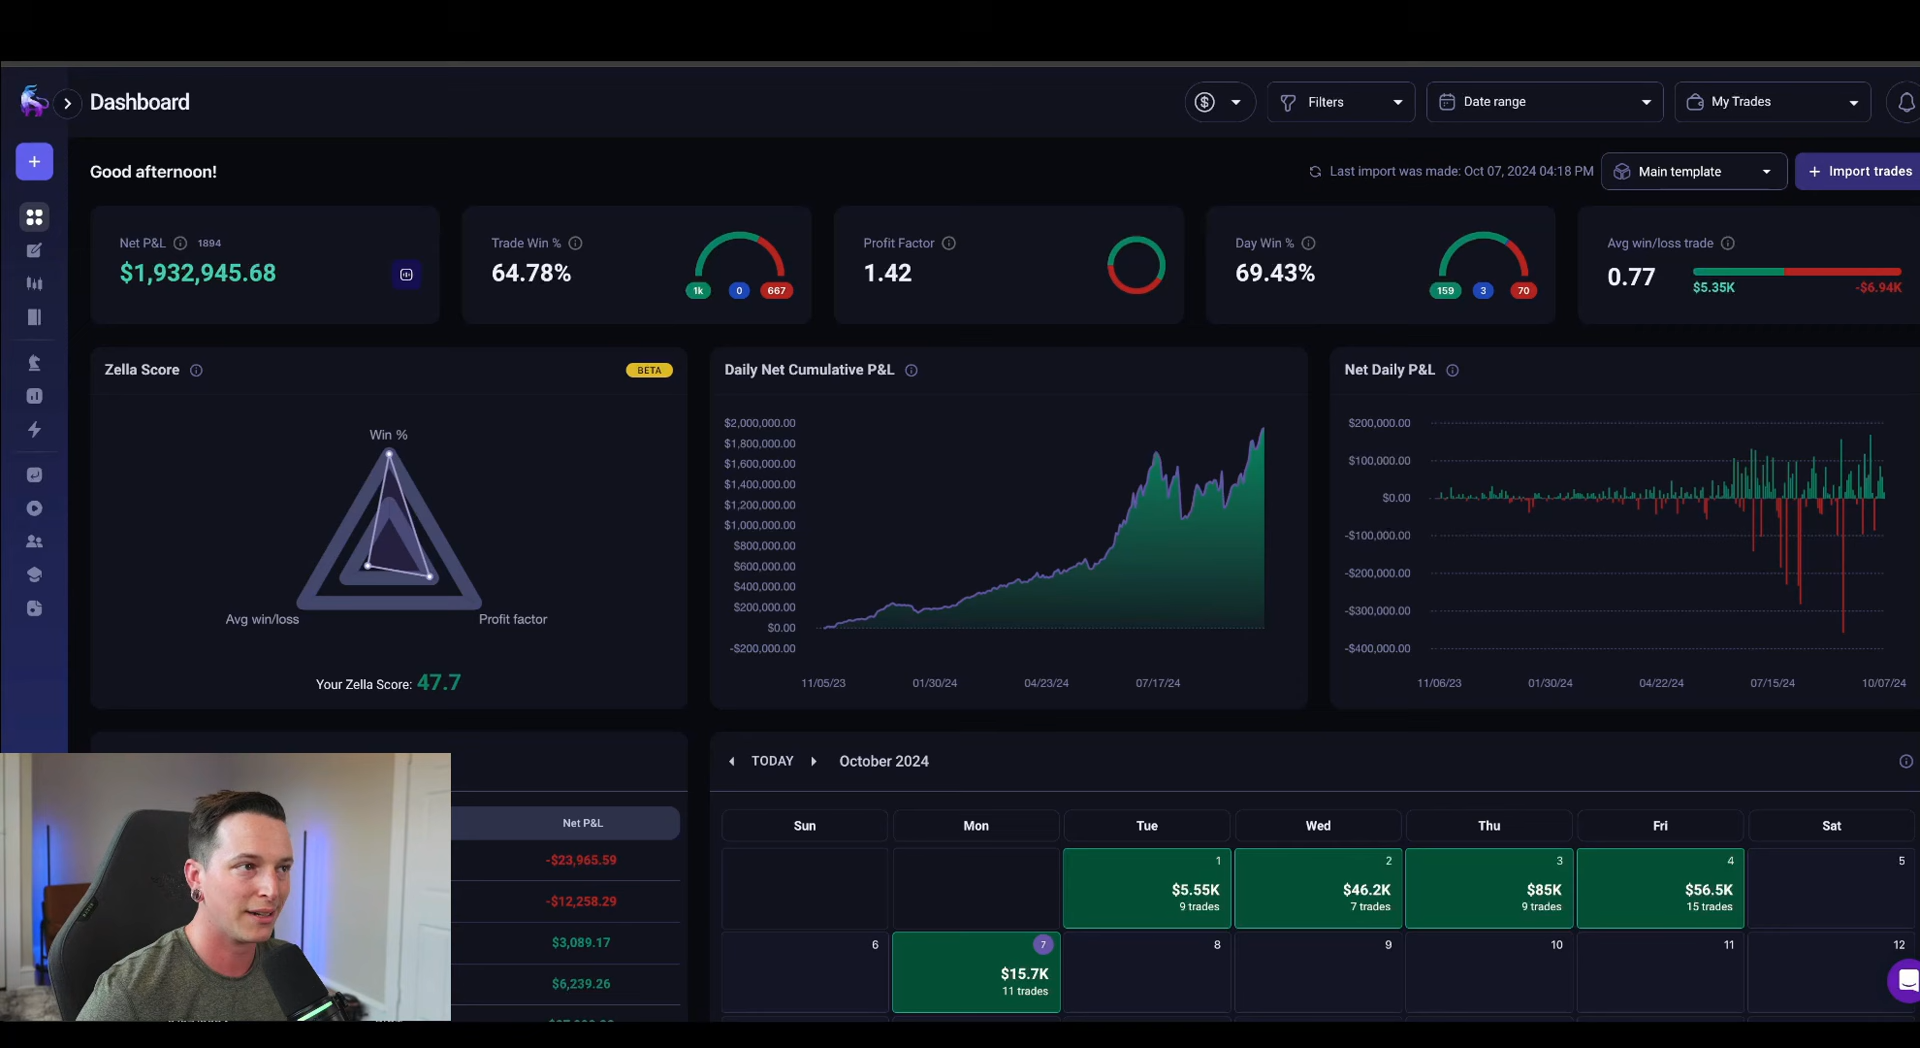 Dashboard
Filters
Date range
My Trades
Good afternoon!
Last import was made: Oct 07, 2024 04:18 PM
Main template
+ Import trades
Net P&L 1894
$1,932,945.68
Trade Win %
64.78%
1k
0
667
Profit Factor
1.42
Day Win %
69.43%
159
3
70
Avg win/loss trade
0.77
$5.35K
-$6.94K
Zella Score
BETA
Win %
Avg win/loss
Profit factor
Your Zella Score: 47.7
Daily Net Cumulative P&L
$2,000,000.00
$1,800,000.00
$1,600,000.00
$1,400,000.00
$1,200,000.00
$1,000,000.00
$800,000.00
$600,000.00
$400,000.00
$200,000.00
$0.00
-$200,000.00
11/05/23
01/30/24
04/23/24
07/17/24
Net Daily P&L
$200,000.00
$100,000.00
$0.00
-$100,000.00
-$200,000.00
-$300,000.00
-$400,000.00
11/06/23
01/30/24
04/22/24
07/15/24
10/07/24
Net P&L
-$23,965.59
-$12,258.29
$3,089.17
$6,239.26
TODAY
October 2024
Sun
Mon
Tue
Wed
Thu
Fri
Sat
1
$5.55K
9 trades
2
$46.2K
7 trades
3
$85K
9 trades
4
$56.5K
15 trades
5
6
7
$15.7K
11 trades
8
9
10
11
12